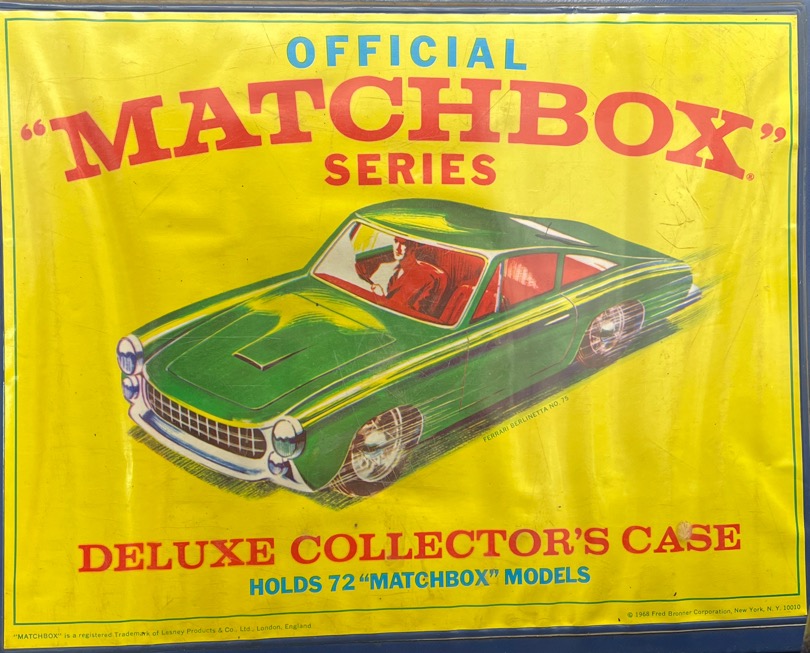 OFFICIAL
"MATCHBOX"®
SERIES
FERRARI BERLINETTA NO. 75
DELUXE COLLECTOR'S CASE
HOLDS 72 "MATCHBOX" MODELS
© 1968 Fred Bronner Corporation, New York, N. Y. 10010
"MATCHBOX" is a registered Trademark of Lesney Products & Co., Ltd., London, England